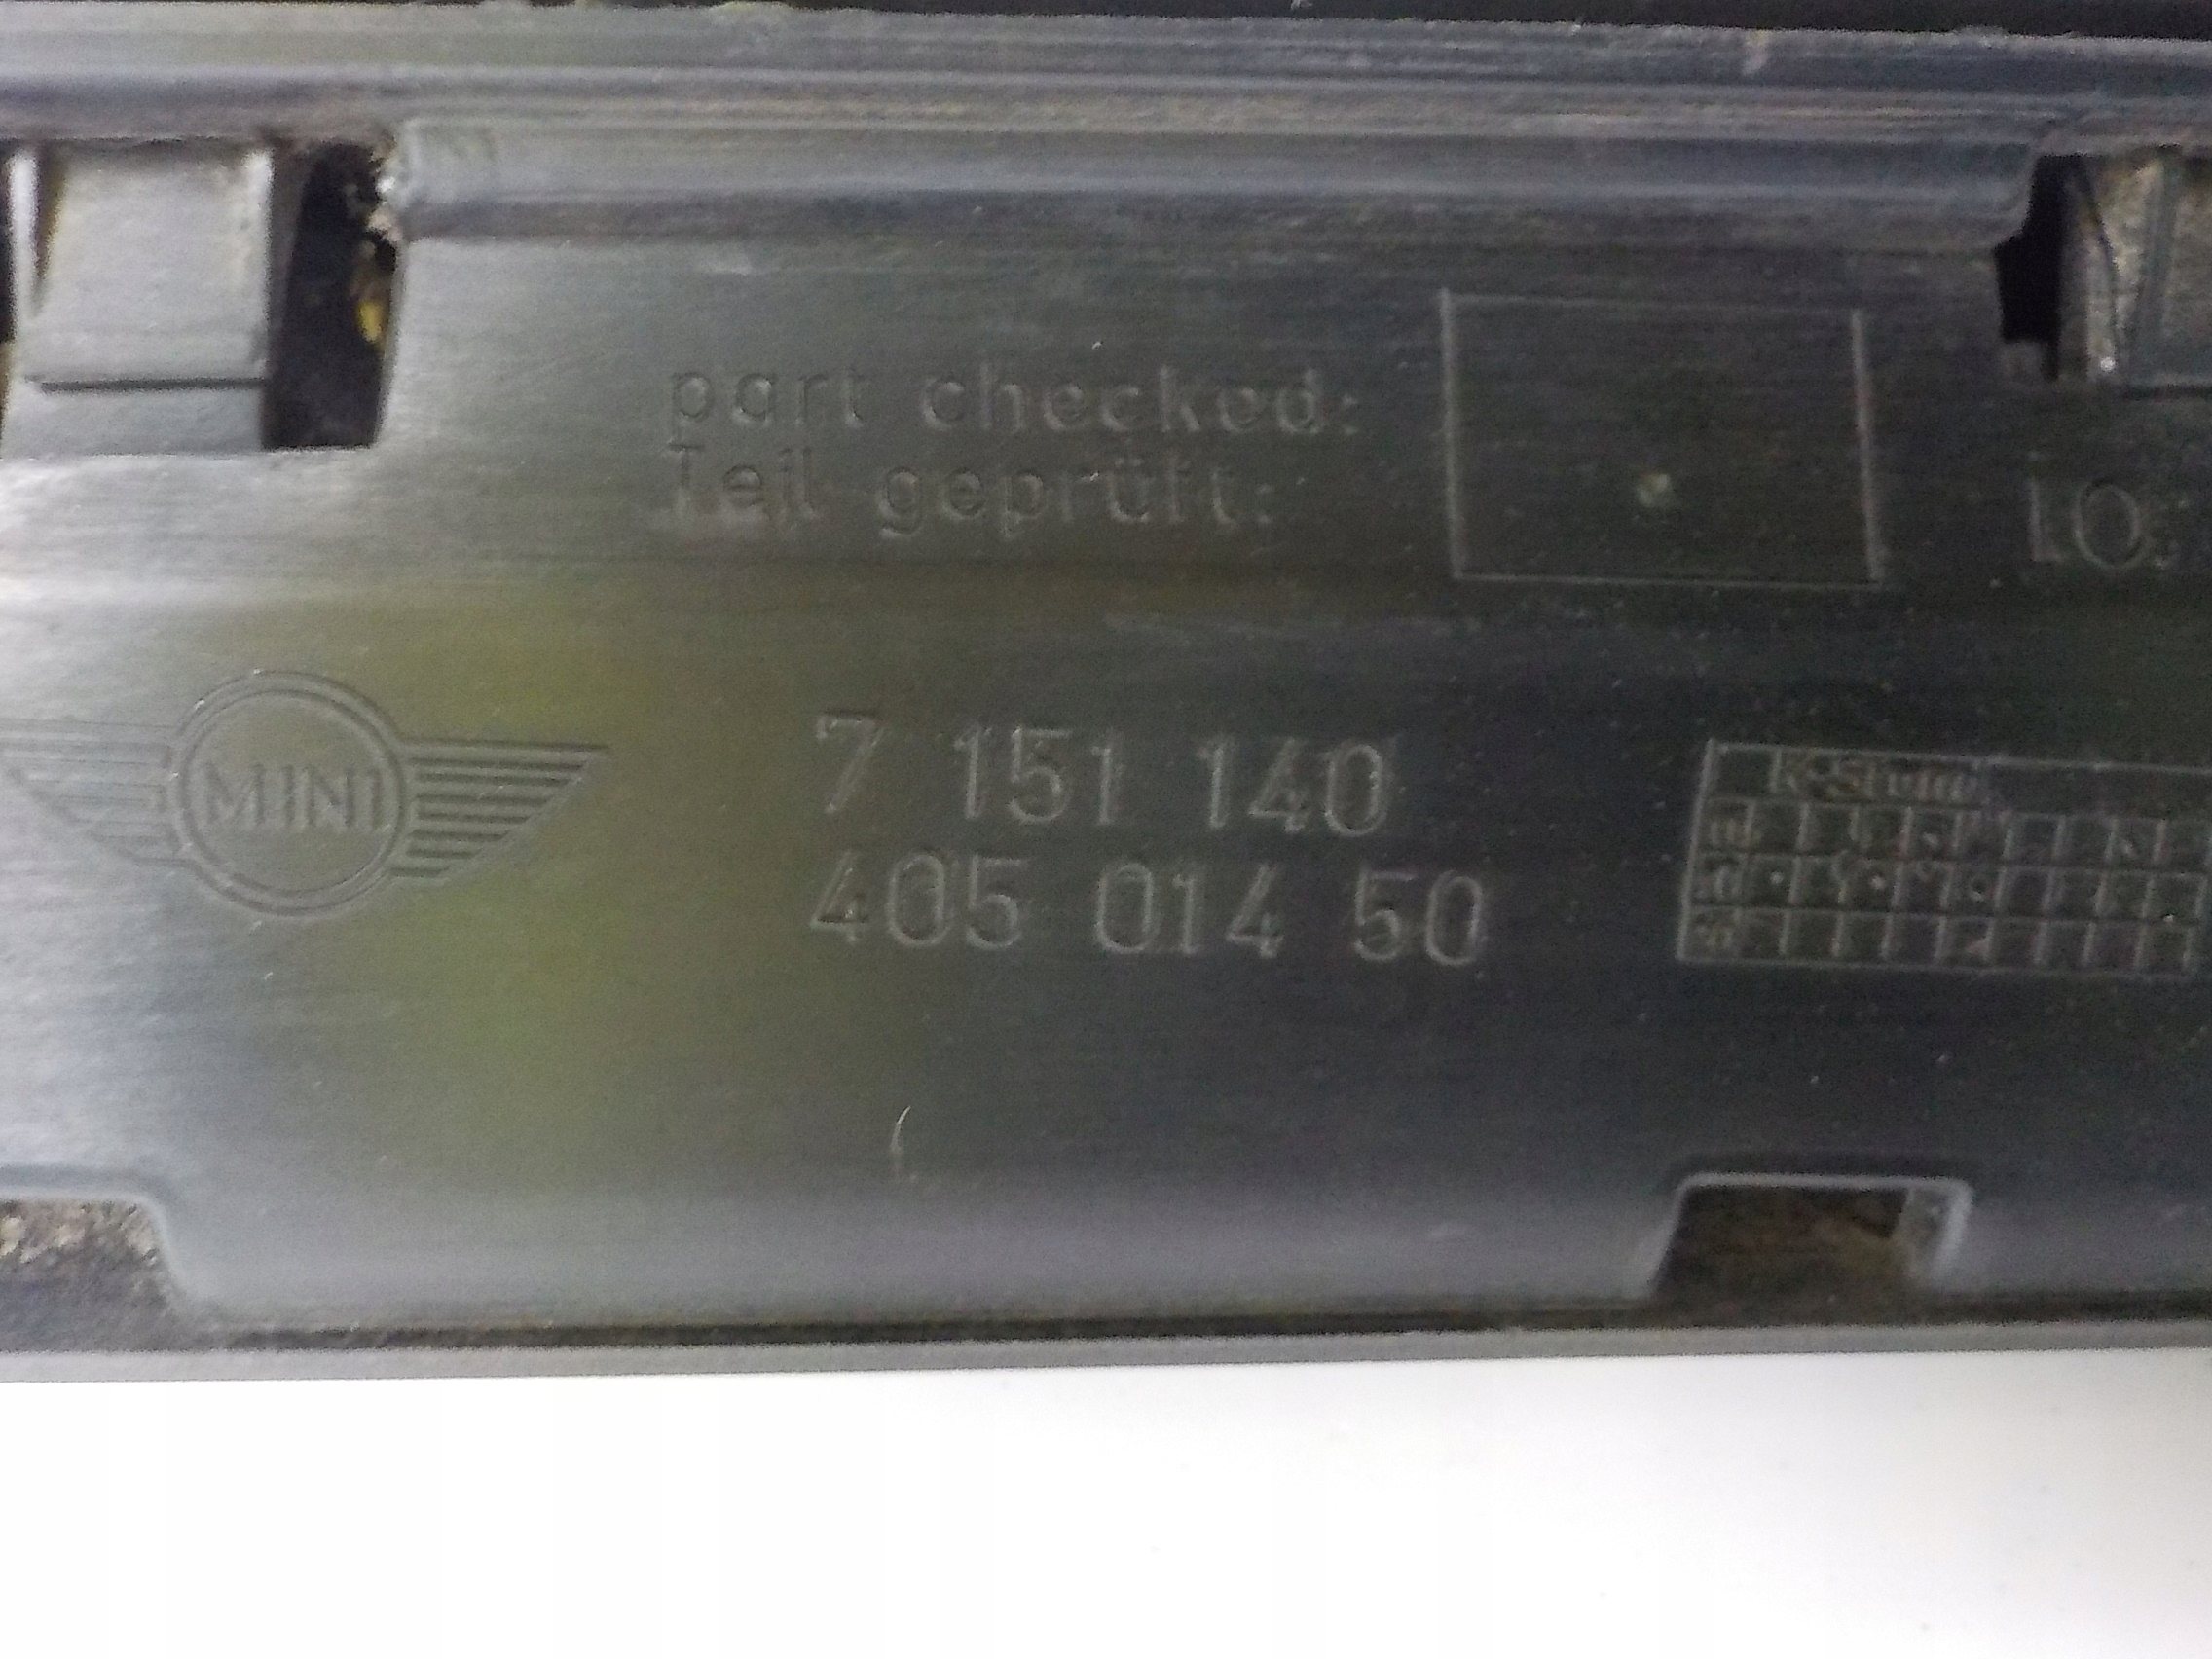 part checked:
Teil geprüft:
MINI
7 151 140
405 014 50